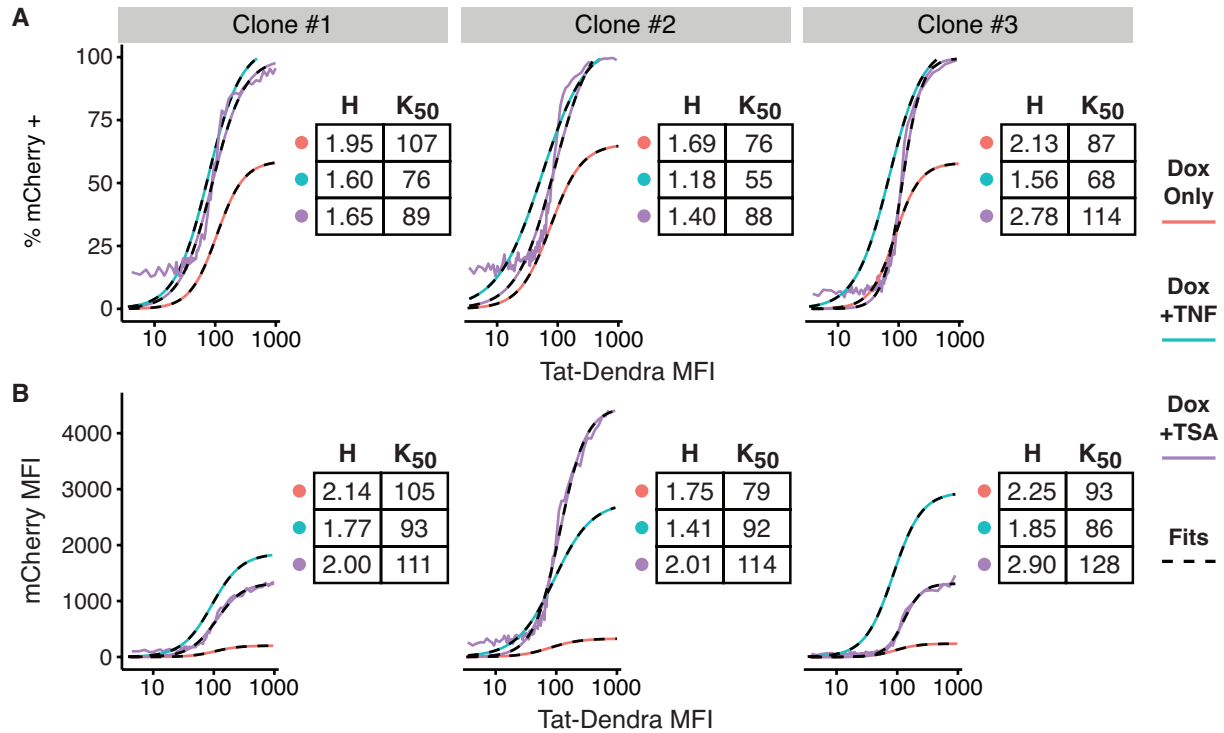 A
Clone #1
Clone #2
Clone #3
% mCherry +
100
75
50
25
0
H K50
1.95 107
1.60 76
1.65 89
H K50
1.69 76
1.18 55
1.40 88
H K50
2.13 87
1.56 68
2.78 114
10 100 1000
10 100 1000
10 100 1000
Tat-Dendra MFI
B
mCherry MFI
4000
3000
2000
1000
0
H K50
2.14 105
1.77 93
2.00 111
H K50
1.75 79
1.41 92
2.01 114
H K50
2.25 93
1.85 86
2.90 128
10 100 1000
10 100 1000
10 100 1000
Tat-Dendra MFI
Dox
Only
Dox
+TNF
Dox
+TSA
Fits